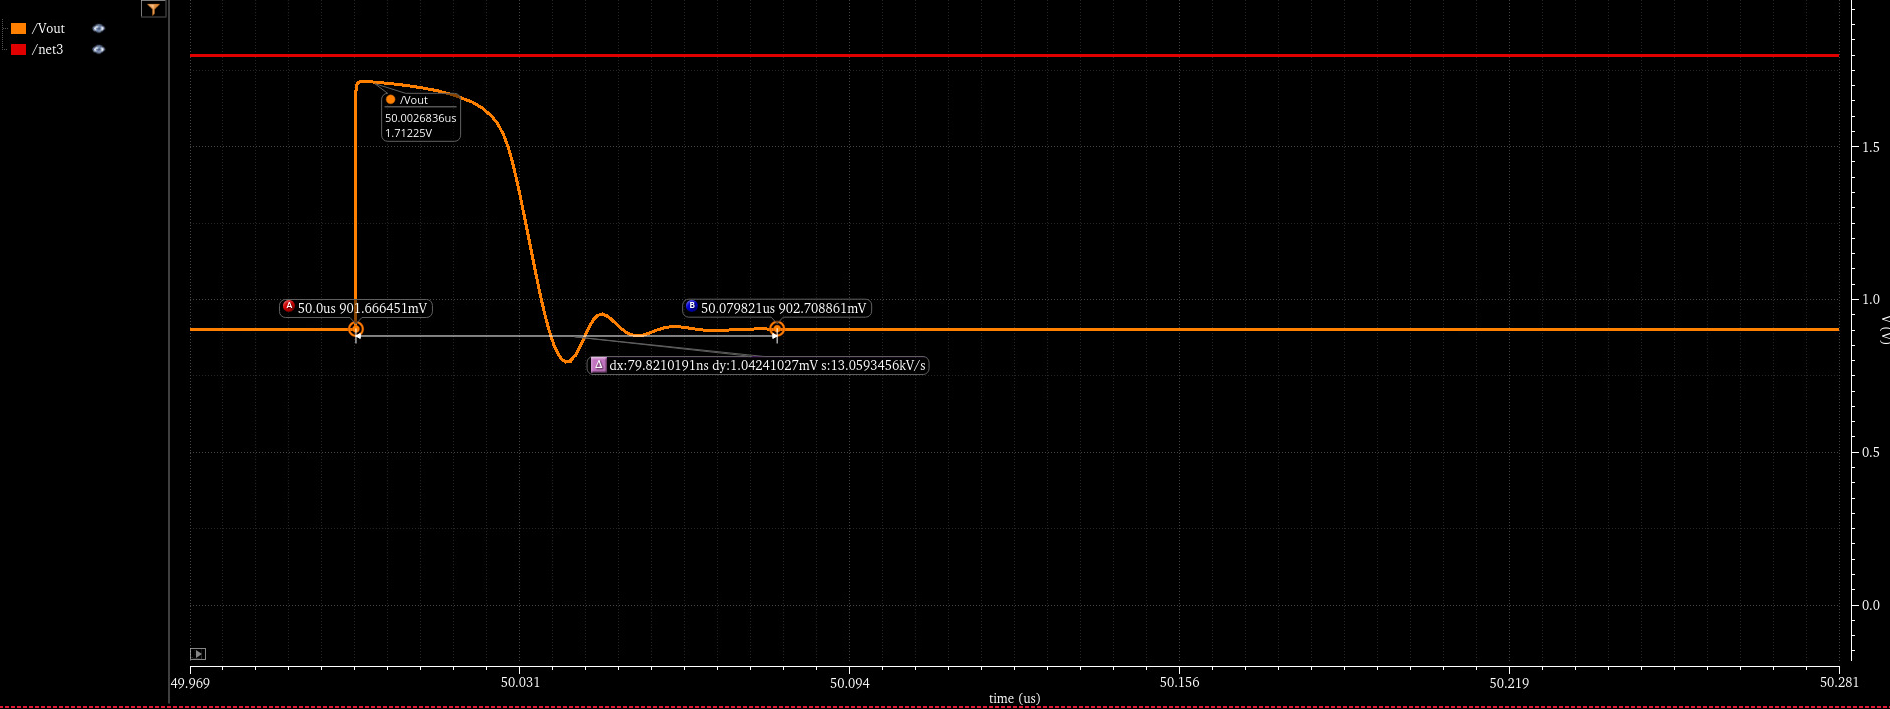 /Vout
/net3
/Vout
50.0026836us
1.71225V
A 50.0us 901.666451mV
B 50.079821us 902.708861mV
Δ dx:79.8210191ns dy:1.04241027mV s:13.0593456kV/s
1.5
1.0
V (V)
0.5
0.0
49.969
50.031
50.094
50.156
50.219
50.281
time (us)